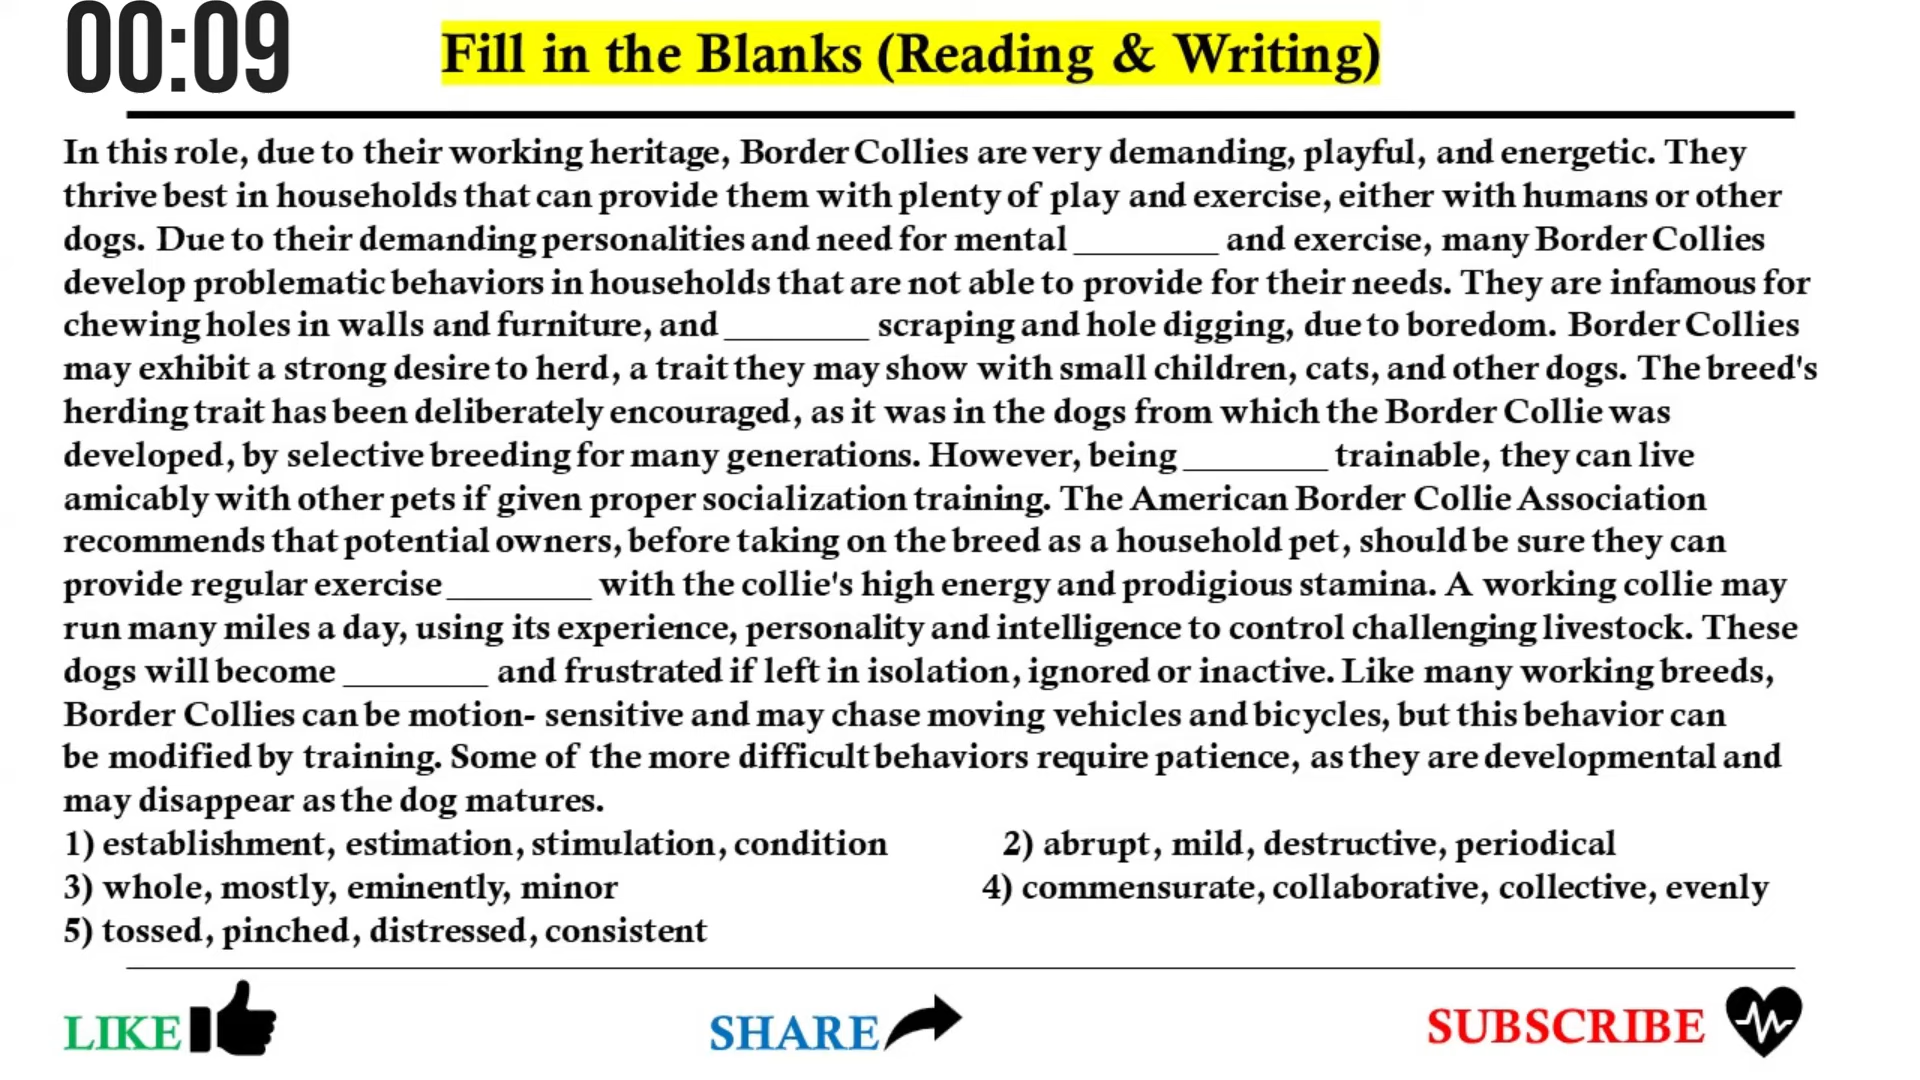 00:09
Fill in the Blanks (Reading & Writing)
In this role, due to their working heritage, Border Collies are very demanding, playful, and energetic. They
thrive best in households that can provide them with plenty of play and exercise, either with humans or other
dogs. Due to their demanding personalities and need for mental ________ and exercise, many Border Collies
develop problematic behaviors in households that are not able to provide for their needs. They are infamous for
chewing holes in walls and furniture, and ________ scraping and hole digging, due to boredom. Border Collies
may exhibit a strong desire to herd, a trait they may show with small children, cats, and other dogs. The breed's
herding trait has been deliberately encouraged, as it was in the dogs from which the Border Collie was
developed, by selective breeding for many generations. However, being ________ trainable, they can live
amicably with other pets if given proper socialization training. The American Border Collie Association
recommends that potential owners, before taking on the breed as a household pet, should be sure they can
provide regular exercise ________ with the collie's high energy and prodigious stamina. A working collie may
run many miles a day, using its experience, personality and intelligence to control challenging livestock. These
dogs will become ________ and frustrated if left in isolation, ignored or inactive. Like many working breeds,
Border Collies can be motion- sensitive and may chase moving vehicles and bicycles, but this behavior can
be modified by training. Some of the more difficult behaviors require patience, as they are developmental and
may disappear as the dog matures.
1) establishment, estimation, stimulation, condition 2) abrupt, mild, destructive, periodical
3) whole, mostly, eminently, minor 4) commensurate, collaborative, collective, evenly
5) tossed, pinched, distressed, consistent
LIKE SHARE SUBSCRIBE